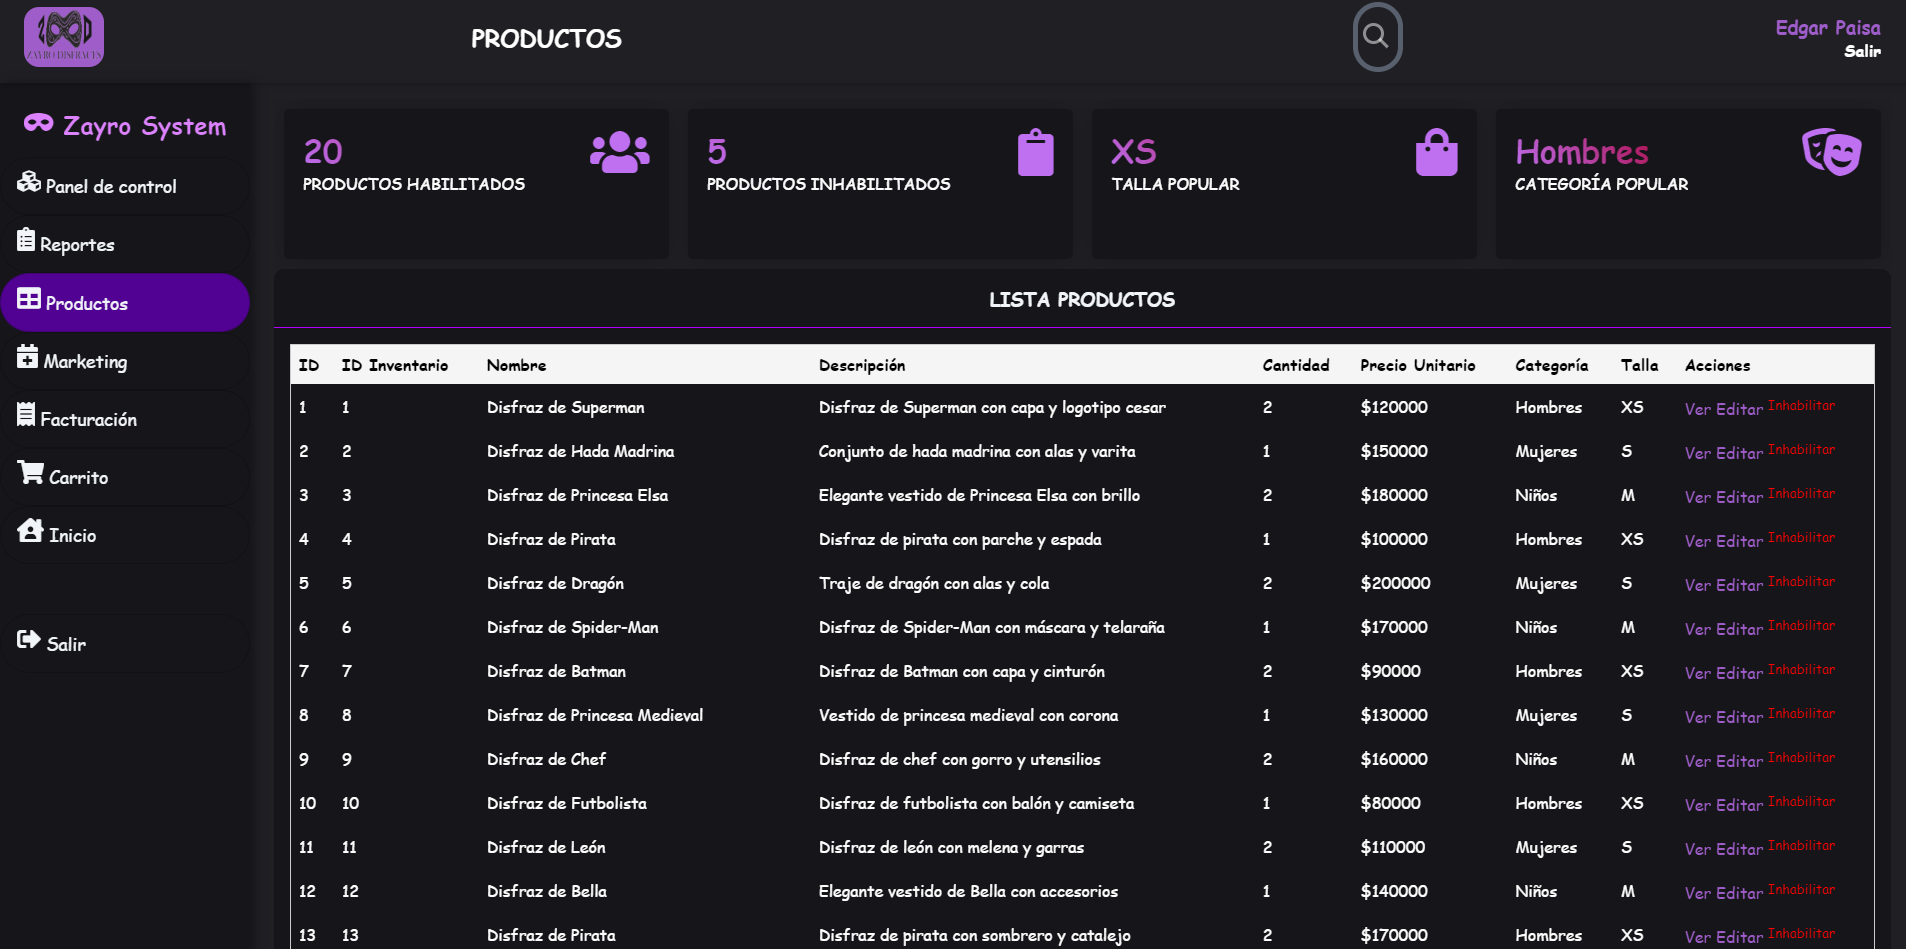 ZAYRO DISFRACES
PRODUCTOS
Edgar Paisa
Salir
Zayro System
Panel de control
Reportes
Productos
Marketing
Facturación
Carrito
Inicio
Salir
20
PRODUCTOS HABILITADOS
5
PRODUCTOS INHABILITADOS
XS
TALLA POPULAR
Hombres
CATEGORÍA POPULAR
LISTA PRODUCTOS
ID ID Inventario Nombre Descripción Cantidad Precio Unitario Categoría Talla Acciones
1 1 Disfraz de Superman Disfraz de Superman con capa y logotipo cesar 2 $120000 Hombres XS Ver Editar Inhabilitar
2 2 Disfraz de Hada Madrina Conjunto de hada madrina con alas y varita 1 $150000 Mujeres S Ver Editar Inhabilitar
3 3 Disfraz de Princesa Elsa Elegante vestido de Princesa Elsa con brillo 2 $180000 Niños M Ver Editar Inhabilitar
4 4 Disfraz de Pirata Disfraz de pirata con parche y espada 1 $100000 Hombres XS Ver Editar Inhabilitar
5 5 Disfraz de Dragón Traje de dragón con alas y cola 2 $200000 Mujeres S Ver Editar Inhabilitar
6 6 Disfraz de Spider-Man Disfraz de Spider-Man con máscara y telaraña 1 $170000 Niños M Ver Editar Inhabilitar
7 7 Disfraz de Batman Disfraz de Batman con capa y cinturón 2 $90000 Hombres XS Ver Editar Inhabilitar
8 8 Disfraz de Princesa Medieval Vestido de princesa medieval con corona 1 $130000 Mujeres S Ver Editar Inhabilitar
9 9 Disfraz de Chef Disfraz de chef con gorro y utensilios 2 $160000 Niños M Ver Editar Inhabilitar
10 10 Disfraz de Futbolista Disfraz de futbolista con balón y camiseta 1 $80000 Hombres XS Ver Editar Inhabilitar
11 11 Disfraz de León Disfraz de león con melena y garras 2 $110000 Mujeres S Ver Editar Inhabilitar
12 12 Disfraz de Bella Elegante vestido de Bella con accesorios 1 $140000 Niños M Ver Editar Inhabilitar
13 13 Disfraz de Pirata Disfraz de pirata con sombrero y catalejo 2 $170000 Hombres XS Ver Editar Inhabilitar